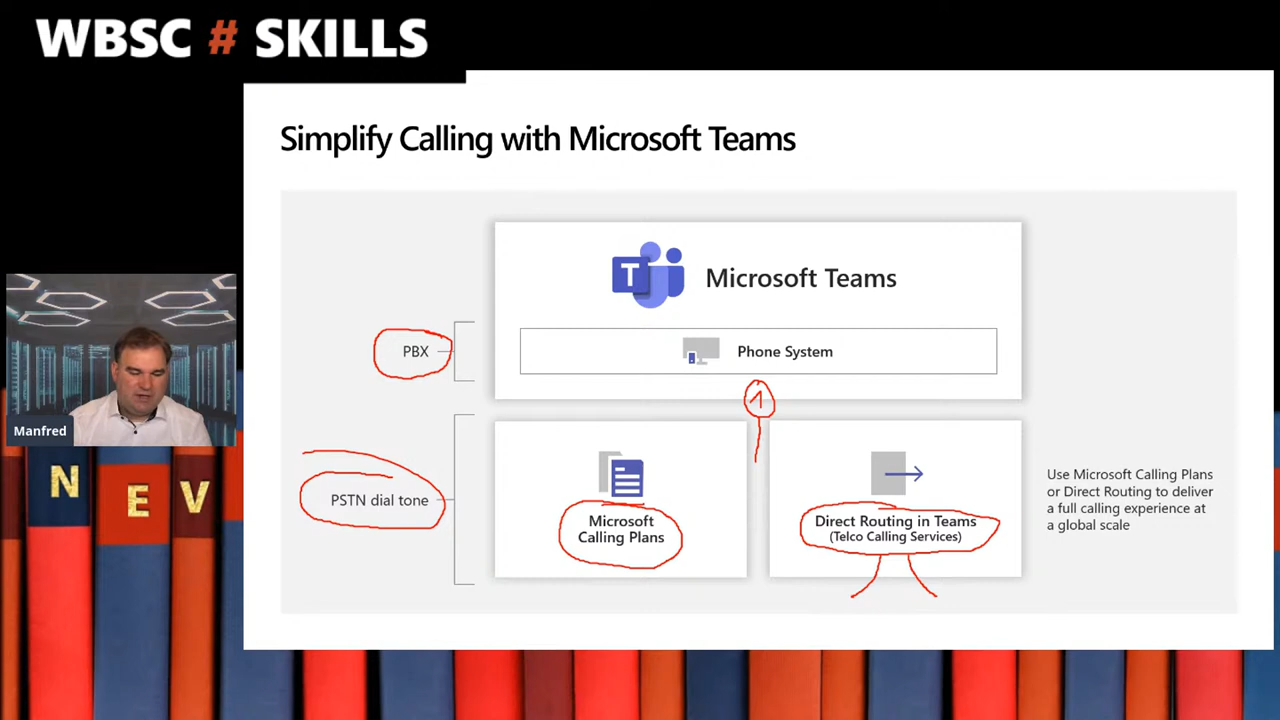 WBSC # SKILLS
Simplify Calling with Microsoft Teams
T
Microsoft Teams
PBX
Phone System
1
PSTN dial tone
Microsoft
Calling Plans
Direct Routing in Teams
(Telco Calling Services)
Use Microsoft Calling Plans
or Direct Routing to deliver
a full calling experience at
a global scale
Manfred
N
E
V